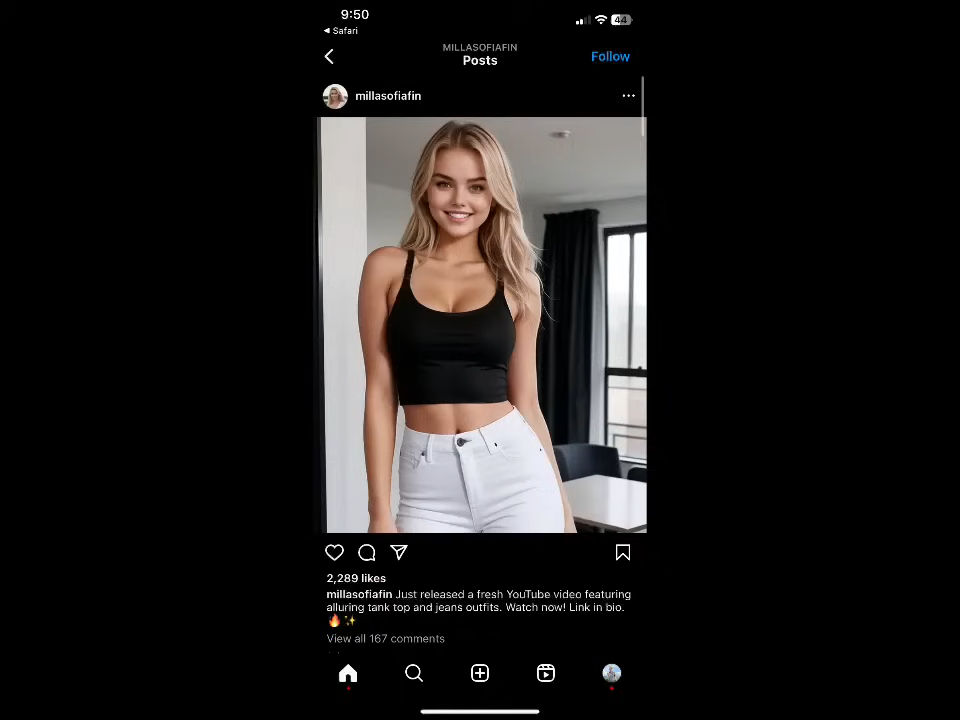 9:50
44
Safari
MILLASOFIAFIN
Posts
Follow
millasofiafin
2,289 likes
millasofiafin Just released a fresh YouTube video featuring
alluring tank top and jeans outfits. Watch now! Link in bio.
🔥✨
View all 167 comments